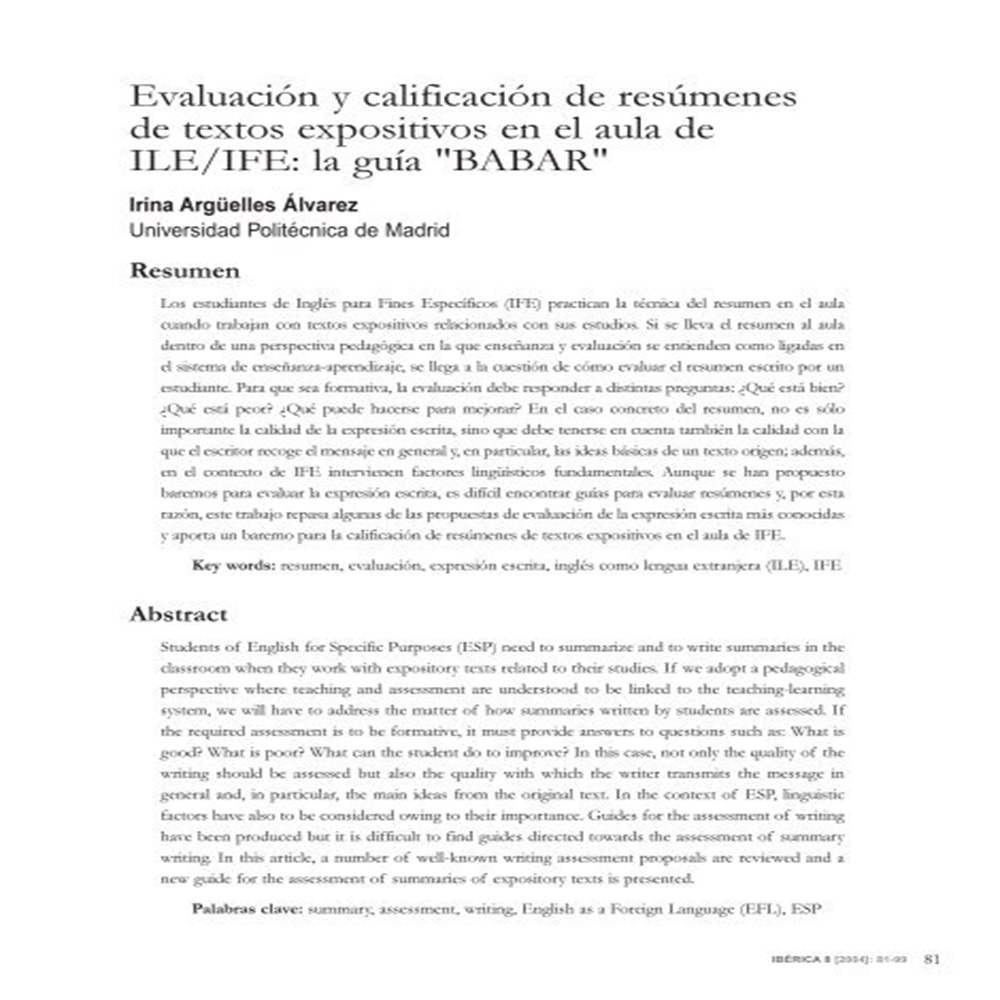 Evaluación y calificación de resúmenes
de textos expositivos en el aula de
ILE/IFE: la guía "BABAR"
Irina Argüelles Álvarez
Universidad Politécnica de Madrid
Resumen
Los estudiantes de Inglés para Fines Específicos (IFE) practican la técnica del resumen en el aula
cuando trabajan con textos expositivos relacionados con sus estudios. Si se lleva el resumen al aula
dentro de una perspectiva pedagógica en la que enseñanza y evaluación se entienden como ligadas en
el sistema de enseñanza-aprendizaje, se llega a la cuestión de cómo evaluar el resumen escrito por un
estudiante. Para que sea formativa, la evaluación debe responder a distintas preguntas: ¿Qué está bien?
¿Qué está peor? ¿Qué puede hacerse para mejorar? En el caso concreto del resumen, no es sólo
importante la calidad de la expresión escrita, sino que debe tenerse en cuenta también la calidad con la
que el escritor recoge el mensaje en general y, en particular, las ideas básicas de un texto origen; además,
en el contexto de IFE intervienen factores lingüísticos fundamentales. Aunque se han propuesto
baremos para evaluar la expresión escrita, es difícil encontrar guías para evaluar resúmenes y, por esta
razón, este trabajo repasa algunas de las propuestas de evaluación de la expresión escrita más conocidas
y aporta un baremo para la calificación de resúmenes de textos expositivos en el aula de IFE.
Key words: resumen, evaluación, expresión escrita, inglés como lengua extranjera (ILE), IFE
Abstract
Students of English for Specific Purposes (ESP) need to summarize and to write summaries in the
classroom when they work with expository texts related to their studies. If we adopt a pedagogical
perspective where teaching and assessment are understood to be linked to the teaching-learning
system, we will have to address the matter of how summaries written by students are assessed. If
the required assessment is to be formative, it must provide answers to questions such as: What is
good? What is poor? What can the student do to improve? In this case, not only the quality of the
writing should be assessed but also the quality with which the writer transmits the message in
general and, in particular, the main ideas from the original text. In the context of ESP, linguistic
factors have also to be considered owing to their importance. Guides for the assessment of writing
have been produced but it is difficult to find guides directed towards the assessment of summary
writing. In this article, a number of well-known writing assessment proposals are reviewed and a
new guide for the assessment of summaries of expository texts is presented.
Palabras clave: summary, assessment, writing, English as a Foreign Language (EFL), ESP
IBÉRICA 8 [2004]: 81-99 81